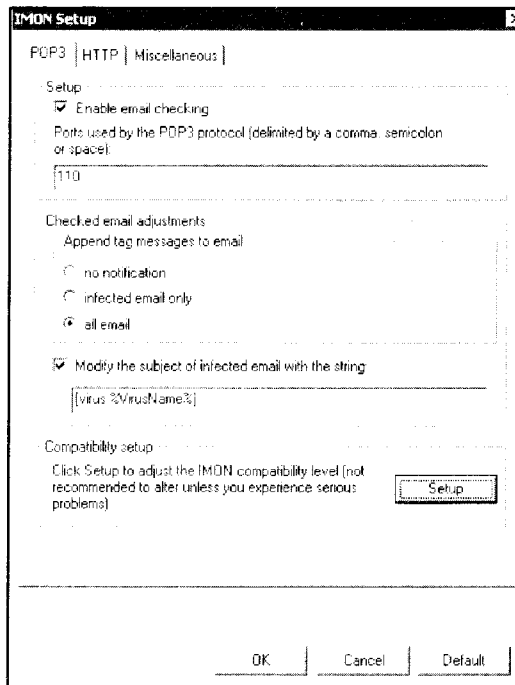 IMON Setup
POP3 HTTP Miscellaneous
Setup
Enable email checking
Ports used by the POP3 protocol (delimited by a comma, semicolon
or space):
110
Checked email adjustments
Append tag messages to email
no notification
infected email only
all email
Modify the subject of infected email with the string:
[virus %VirusName%]
Compatibility setup
Click Setup to adjust the IMON compatibility level (not
recommended to alter unless you experience serious
problems)
Setup
OK Cancel Default